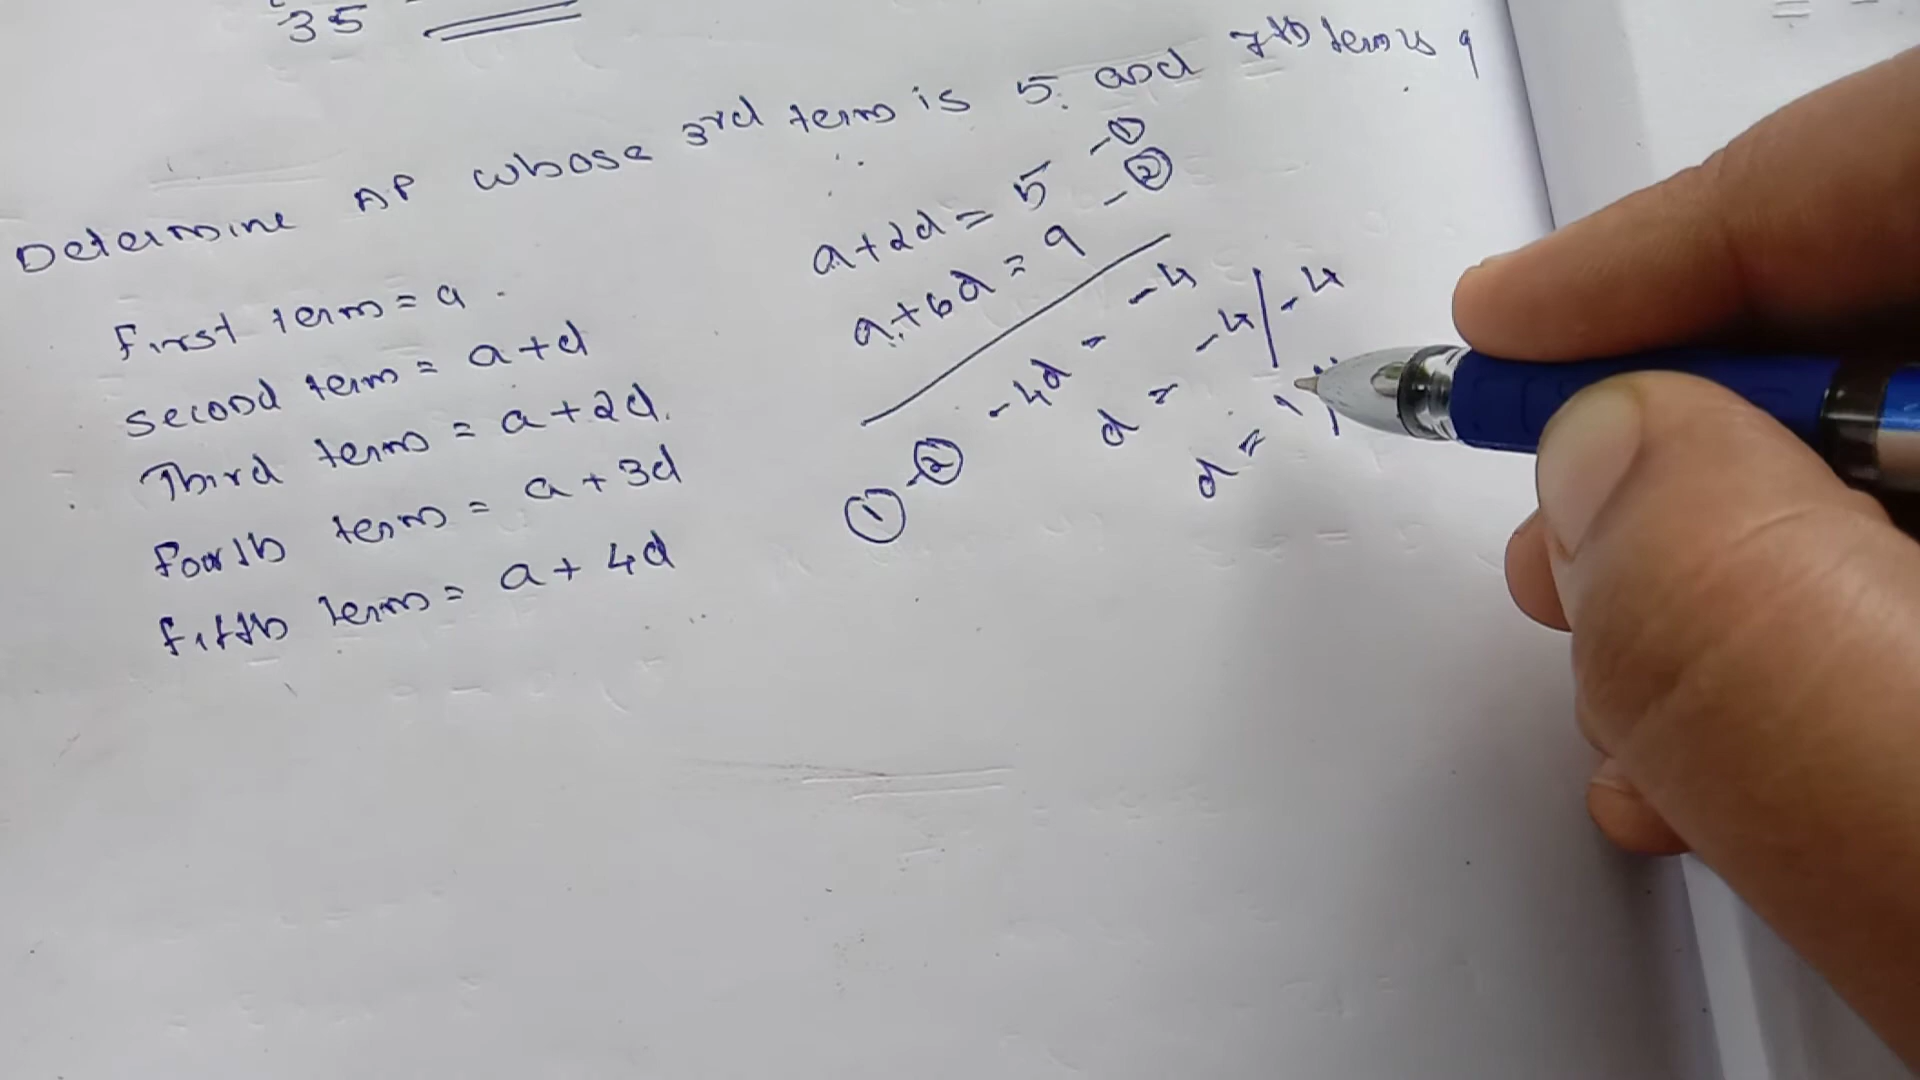 35
Determine AP whose 3rd term is 5. and 7th term is 9
First term = a
second term = a+d
Third term = a+2d.
fourth term = a+3d
fifth term = a+4d
a+2d = 5 - ①
a+6d = 9 - ②
① - ② -4d = -4
d = -4/-4
d = 1